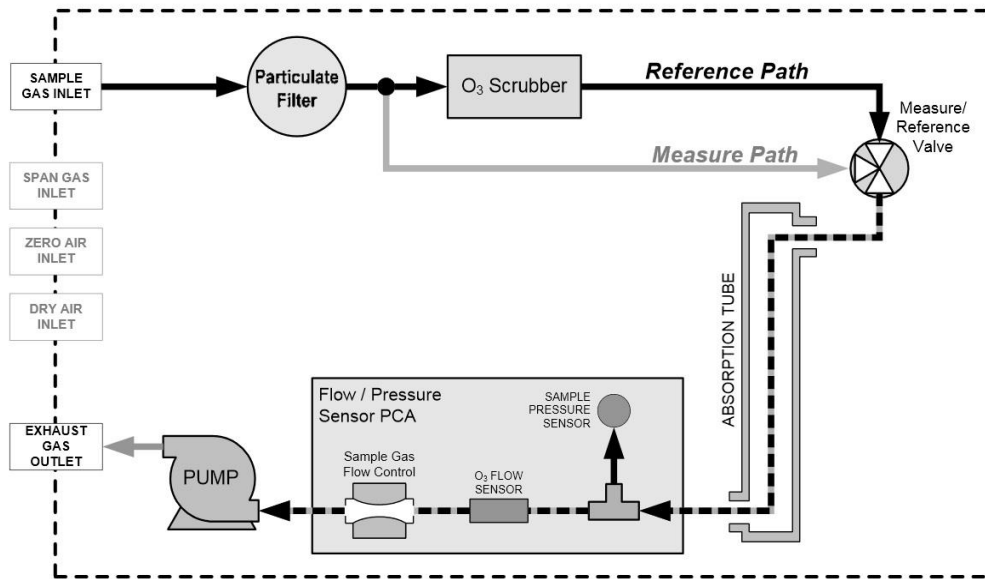 SAMPLE
GAS INLET
Particulate
Filter
O₃ Scrubber
Reference Path
Measure/
Reference
Valve
Measure Path
SPAN GAS
INLET
ZERO AIR
INLET
DRY AIR
INLET
ABSORPTION TUBE
Flow / Pressure
Sensor PCA
SAMPLE
PRESSURE
SENSOR
EXHAUST
GAS
OUTLET
PUMP
Sample Gas
Flow Control
O₃ FLOW
SENSOR